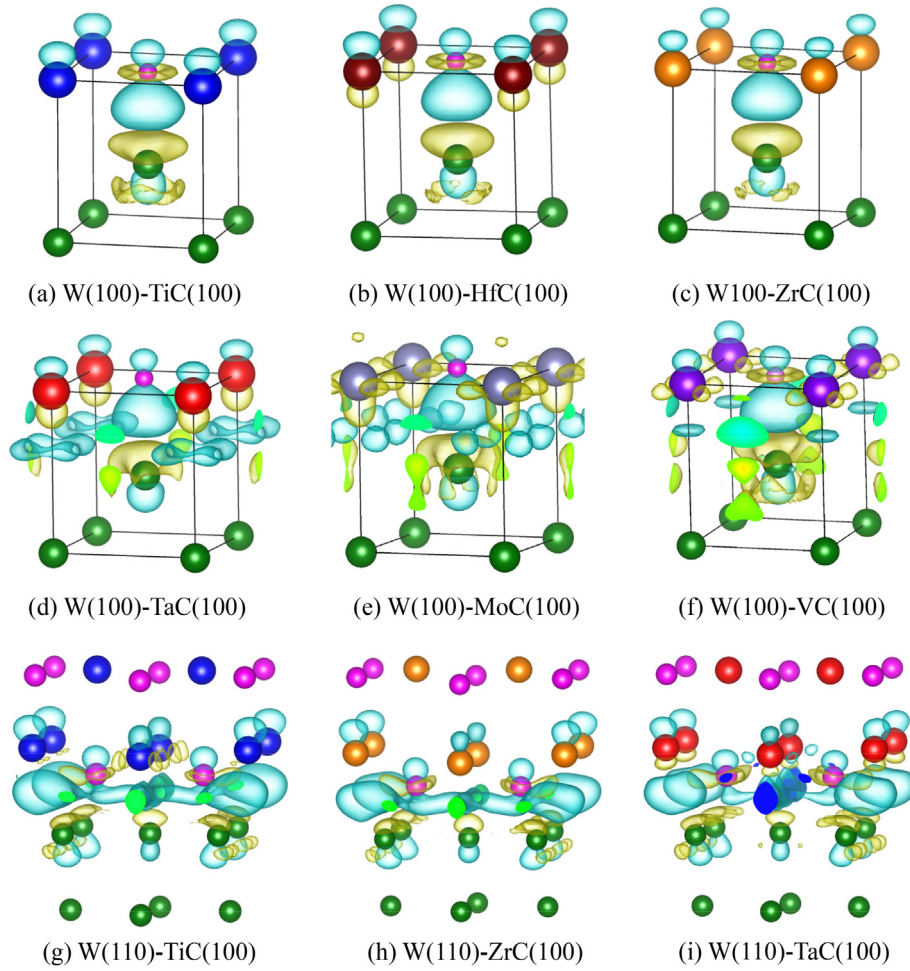 (a) W(100)-TiC(100)
(b) W(100)-HfC(100)
(c) W100-ZrC(100)
(d) W(100)-TaC(100)
(e) W(100)-MoC(100)
(f) W(100)-VC(100)
(g) W(110)-TiC(100)
(h) W(110)-ZrC(100)
(i) W(110)-TaC(100)